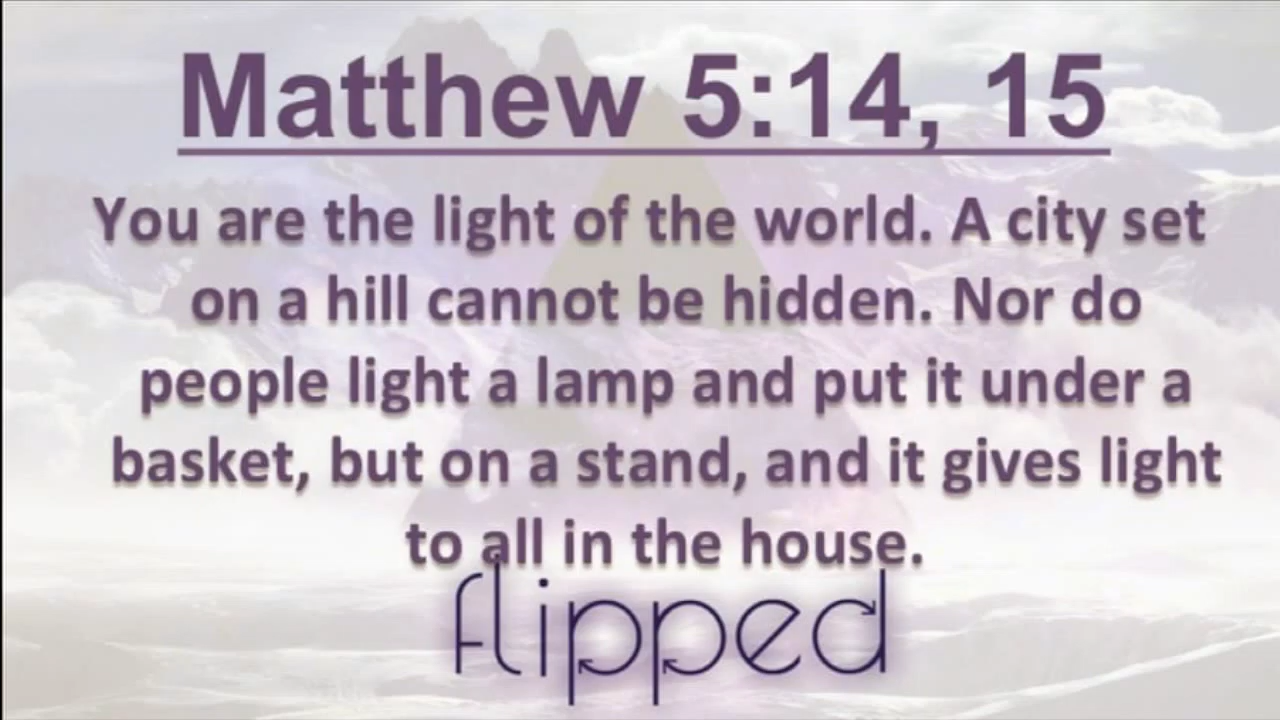 Matthew 5:14, 15
You are the light of the world. A city set
on a hill cannot be hidden. Nor do
people light a lamp and put it under a
basket, but on a stand, and it gives light
to all in the house.
flipped